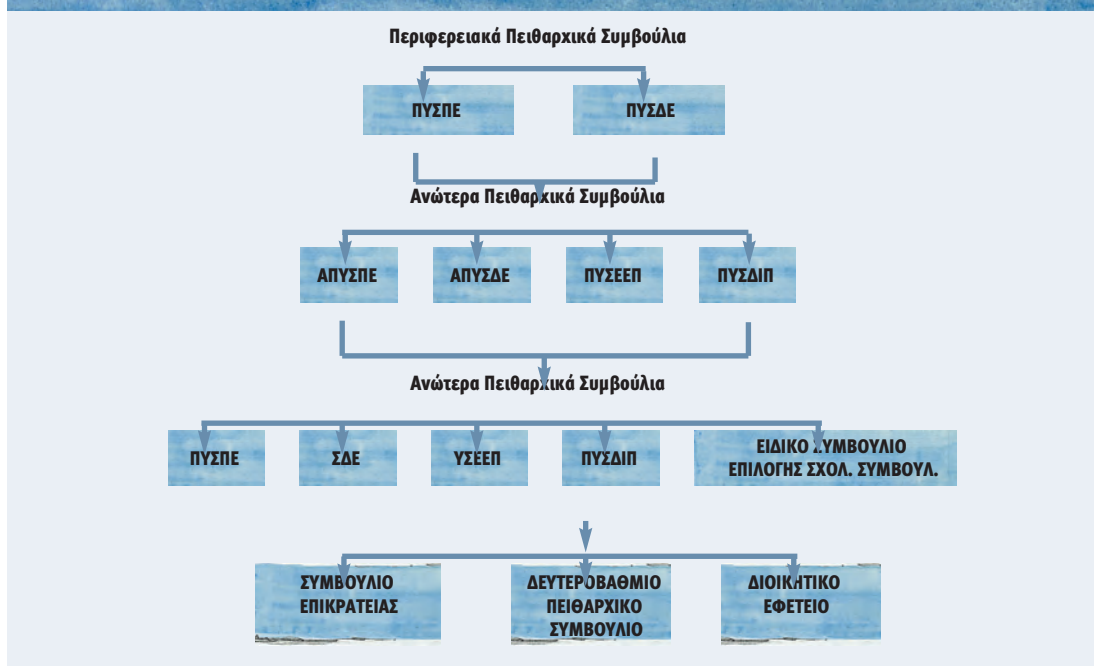 Περιφερειακά Πειθαρχικά Συμβούλια
ΠΥΣΠΕ ΠΥΣΔΕ
Ανώτερα Πειθαρχικά Συμβούλια
ΑΠΥΣΠΕ ΑΠΥΣΔΕ ΠΥΣΕΕΠ ΠΥΣΔΙΠ
Ανώτερα Πειθαρχικά Συμβούλια
ΠΥΣΠΕ ΣΔΕ ΥΣΕΕΠ ΠΥΣΔΙΠ
ΕΙΔΙΚΟ ΣΥΜΒΟΥΛΙΟ
ΕΠΙΛΟΓΗΣ ΣΧΟΛ. ΣΥΜΒΟΥΛ.
ΣΥΜΒΟΥΛΙΟ
ΕΠΙΚΡΑΤΕΙΑΣ
ΔΕΥΤΕΡΟΒΑΘΜΙΟ
ΠΕΙΘΑΡΧΙΚΟ
ΣΥΜΒΟΥΛΙΟ
ΔΙΟΙΚΗΤΙΚΟ
ΕΦΕΤΕΙΟ